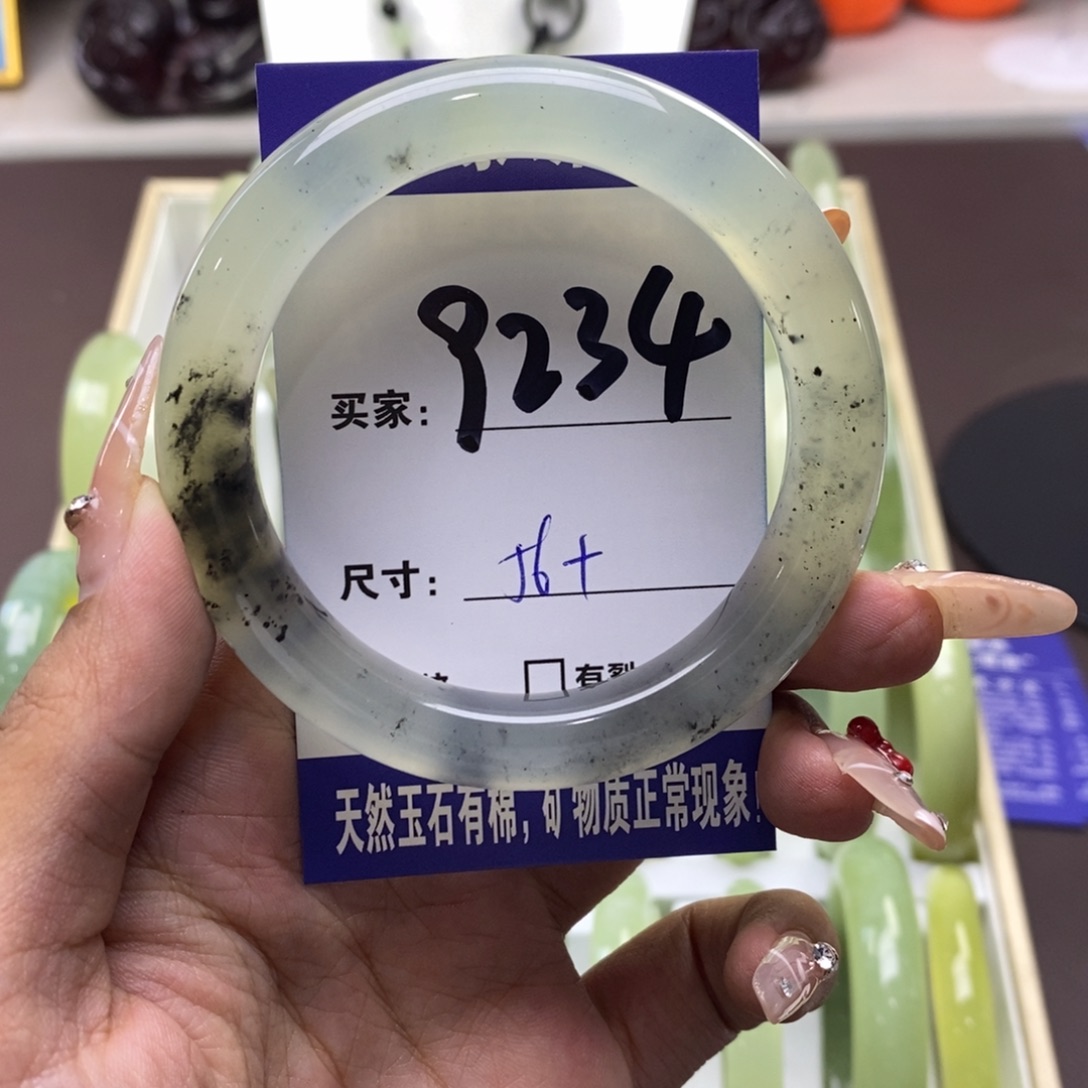 买家：9234
尺寸：56+
□有裂
天然玉石有棉，矿物质正常现象！